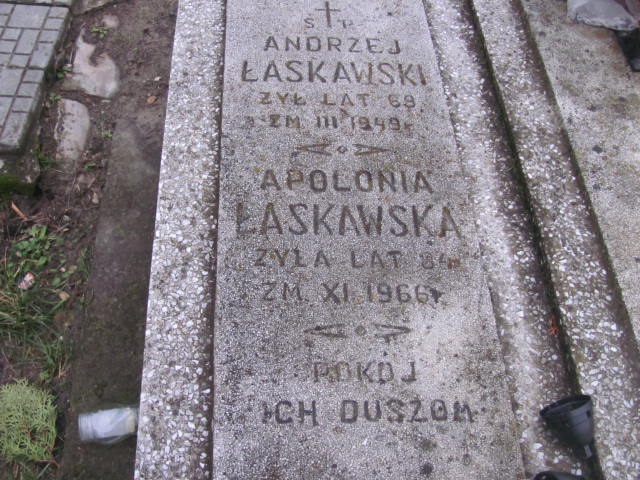 Ś P.
ANDRZEJ
ŁASKAWSKI
ŻYŁ LAT 69.
ZM III 1949 r.
APOLONIA
ŁASKAWSKA
ŻYŁA LAT 84
ZM. XI 1966 r.
POKÓJ
ICH DUSZOM